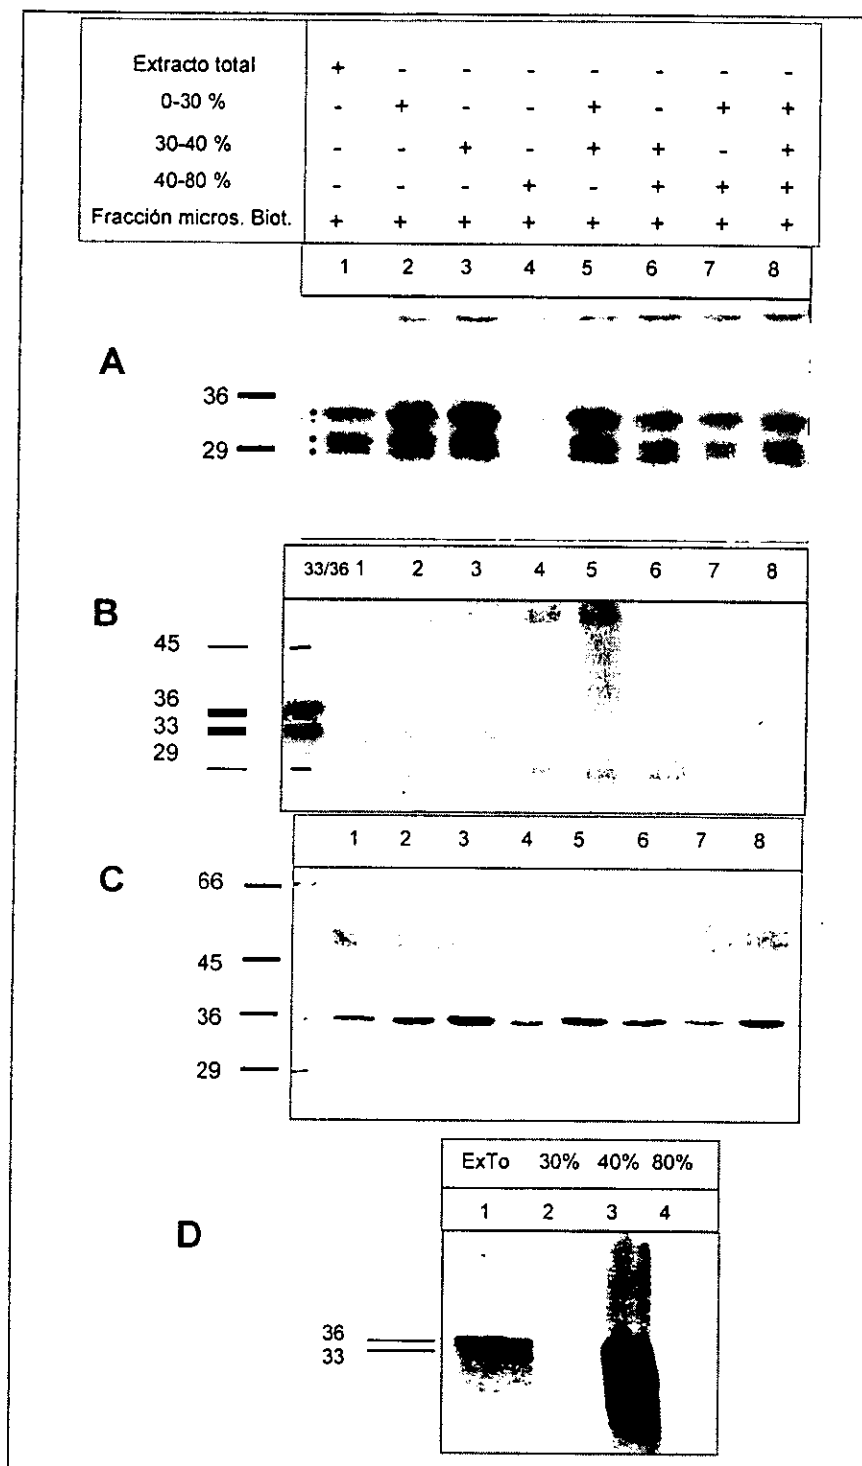 Extracto total + - - - - - - -
0-30 % - + - - + - + +
30-40 % - - + - + + - +
40-80 % - - - + - + + +
Fracción micros. Biot. + + + + + + + +
1 2 3 4 5 6 7 8
A
36
29
33/36 1 2 3 4 5 6 7 8
B
45
36
33
29
1 2 3 4 5 6 7 8
C
66
45
36
29
ExTo 30% 40% 80%
1 2 3 4
D
36
33